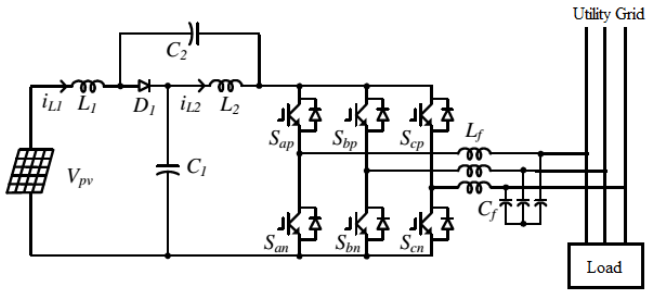 Utility Grid
C2
iL1
L1
D1
iL2
L2
Vpv
C1
Sap
Sbp
Scp
Lf
Cf
San
Sbn
Scn
Load